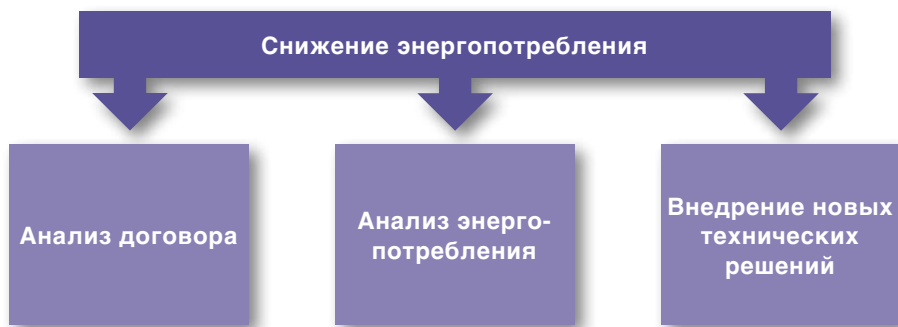 Снижение энергопотребления
Анализ договора
Анализ энерго-
потребления
Внедрение новых
технических
решений